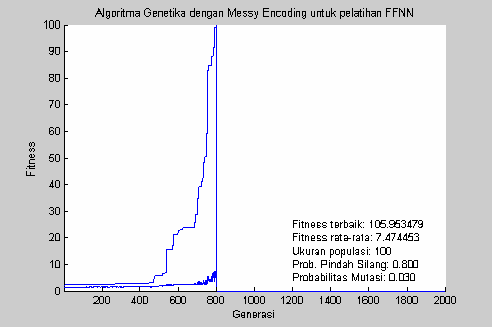 Algoritma Genetika dengan Messy Encoding untuk pelatihan FFNN
100
90
80
70
60
50
40
30
20
10
0
Fitness
Fitness terbaik: 105.953479
Fitness rata-rata: 7.474453
Ukuran populasi: 100
Prob. Pindah Silang: 0.800
Probabilitas Mutasi: 0.030
200 400 600 800 1000 1200 1400 1600 1800 2000
Generasi